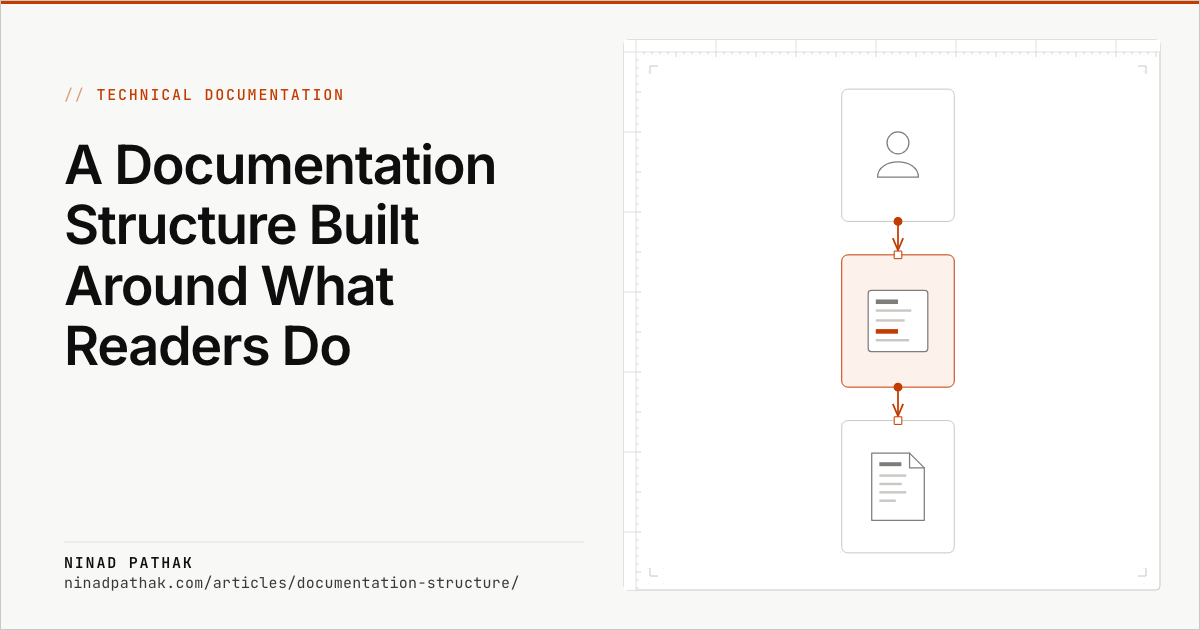 // TECHNICAL DOCUMENTATION
A Documentation
Structure Built
Around What
Readers Do
NINAD PATHAK
ninadpathak.com/articles/documentation-structure/